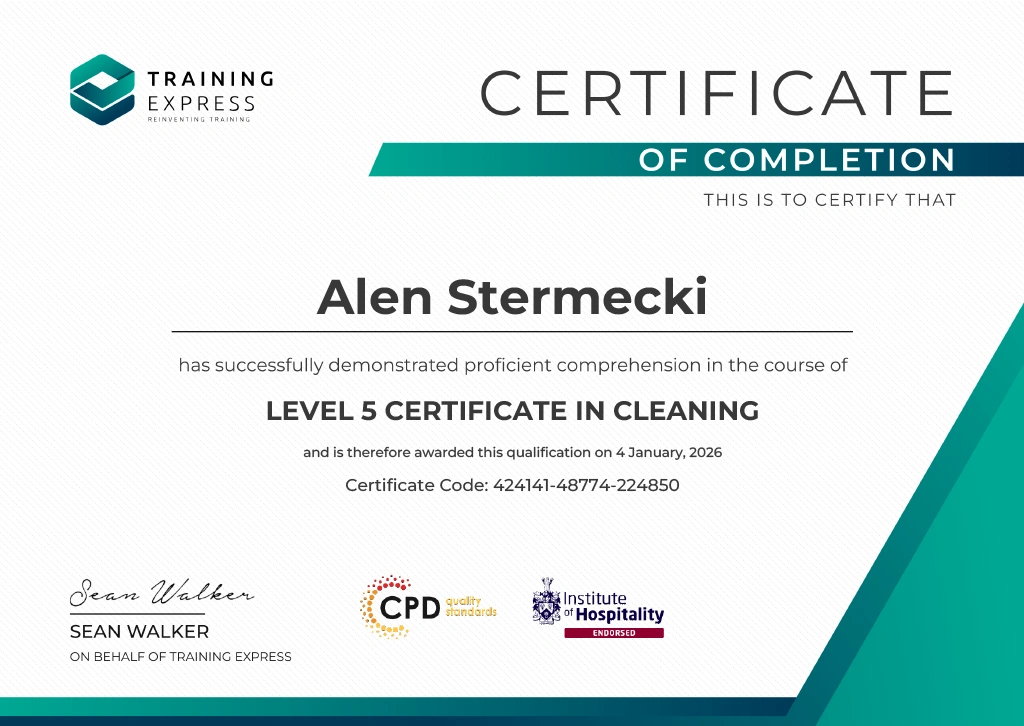 TRAINING
EXPRESS
REINVENTING TRAINING
CERTIFICATE
OF COMPLETION
THIS IS TO CERTIFY THAT
Alen Stermecki
has successfully demonstrated proficient comprehension in the course of
LEVEL 5 CERTIFICATE IN CLEANING
and is therefore awarded this qualification on 4 January, 2026
Certificate Code: 424141-48774-224850
Sean Walker
SEAN WALKER
ON BEHALF OF TRAINING EXPRESS
CPD quality
standards
Institute
of Hospitality
ENDORSED